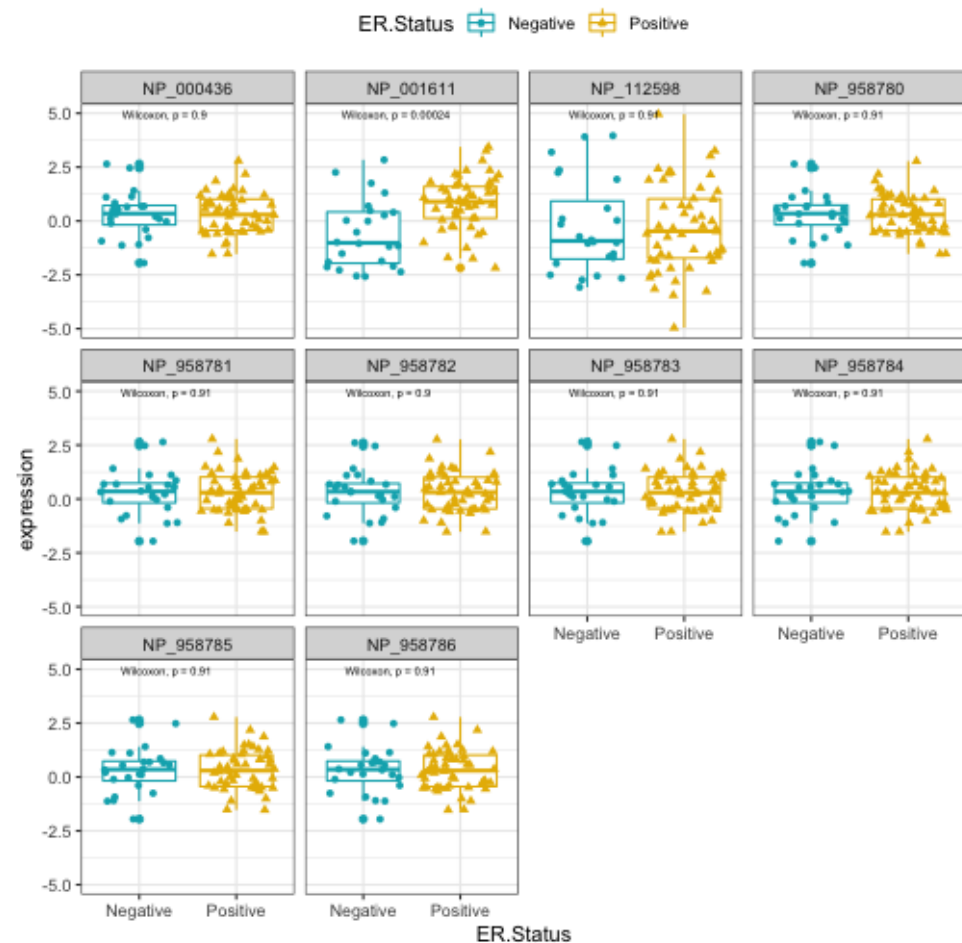 ER.Status Negative Positive
NP_000436 NP_001611 NP_112598 NP_958780
Wilcoxon, p = 0.9 Wilcoxon, p = 0.00024 Wilcoxon, p = 0.91 Wilcoxon, p = 0.91
5.0
2.5
0.0
-2.5
-5.0
NP_958781 NP_958782 NP_958783 NP_958784
Wilcoxon, p = 0.91 Wilcoxon, p = 0.9 Wilcoxon, p = 0.91 Wilcoxon, p = 0.91
5.0
2.5
0.0
-2.5
-5.0
expression
Negative Positive Negative Positive
NP_958785 NP_958786
Wilcoxon, p = 0.91 Wilcoxon, p = 0.91
5.0
2.5
0.0
-2.5
-5.0
Negative Positive Negative Positive
ER.Status